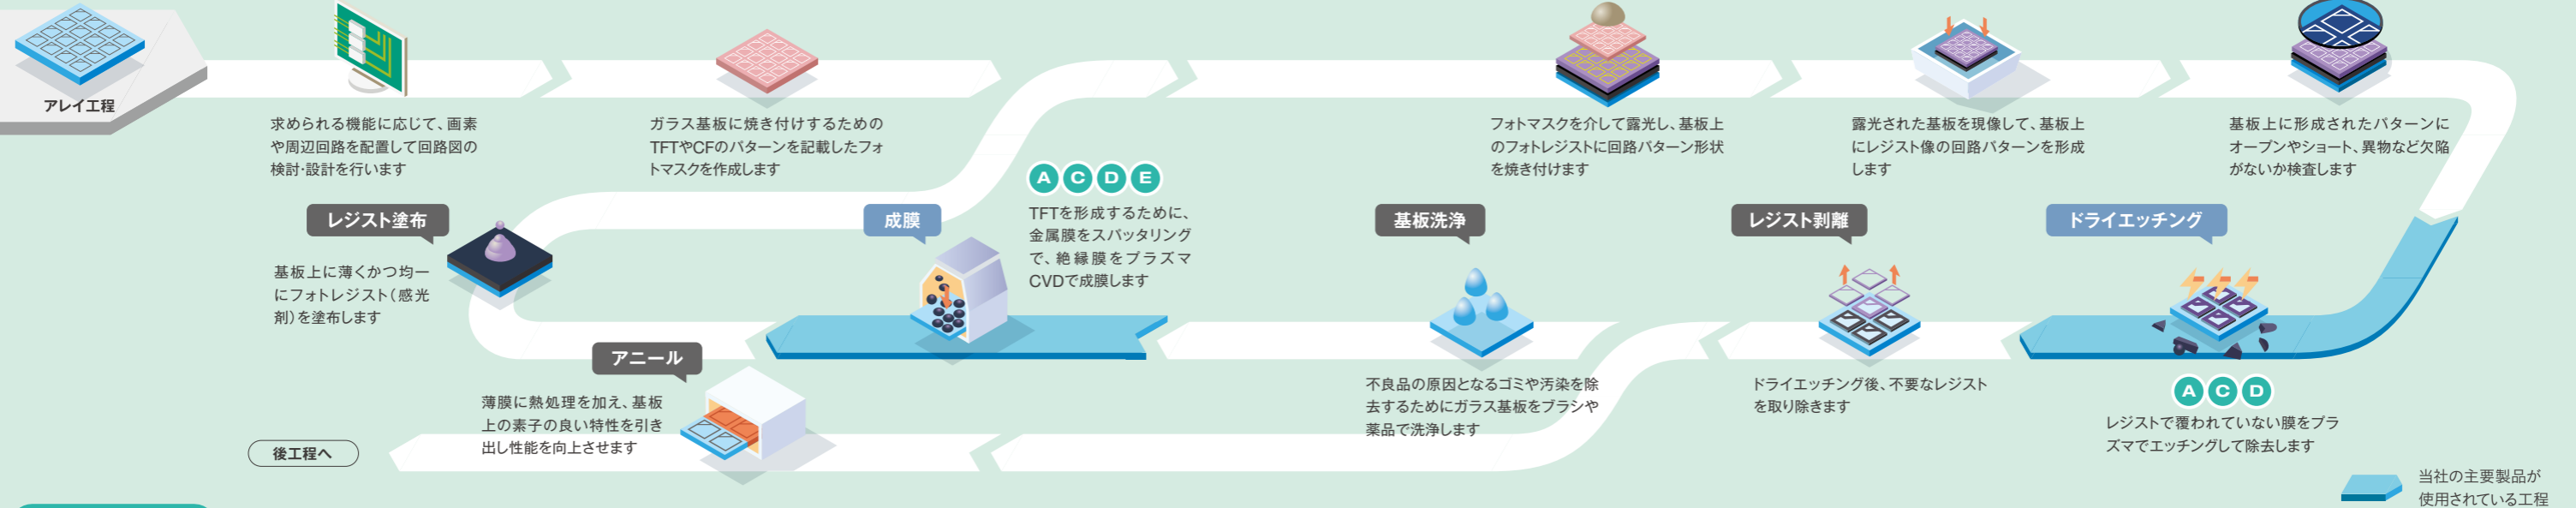 アレイ工程
求められる機能に応じて、画素
や周辺回路を配置して回路図の
検討・設計を行います
ガラス基板に焼き付けするための
TFTやCFのパターンを記載したフォ
トマスクを作成します
フォトマスクを介して露光し、基板上
のフォトレジストに回路パターン形状
を焼き付けます
露光された基板を現像して、基板上
にレジスト像の回路パターンを形成
します
基板上に形成されたパターンに
オープンやショート、異物など欠陥
がないか検査します
レジスト塗布
基板上に薄くかつ均一
にフォトレジスト(感光
剤)を塗布します
成膜
A C D E
TFTを形成するために、
金属膜をスパッタリング
で、絶縁膜をプラズマ
CVDで成膜します
基板洗浄
不良品の原因となるゴミや汚染を除
去するためにガラス基板をブラシや
薬品で洗浄します
レジスト剥離
ドライエッチング後、不要なレジスト
を取り除きます
ドライエッチング
A C D
レジストで覆われていない膜をプラ
ズマでエッチングして除去します
アニール
薄膜に熱処理を加え、基板
上の素子の良い特性を引き
出し性能を向上させます
後工程へ
当社の主要製品が
使用されている工程